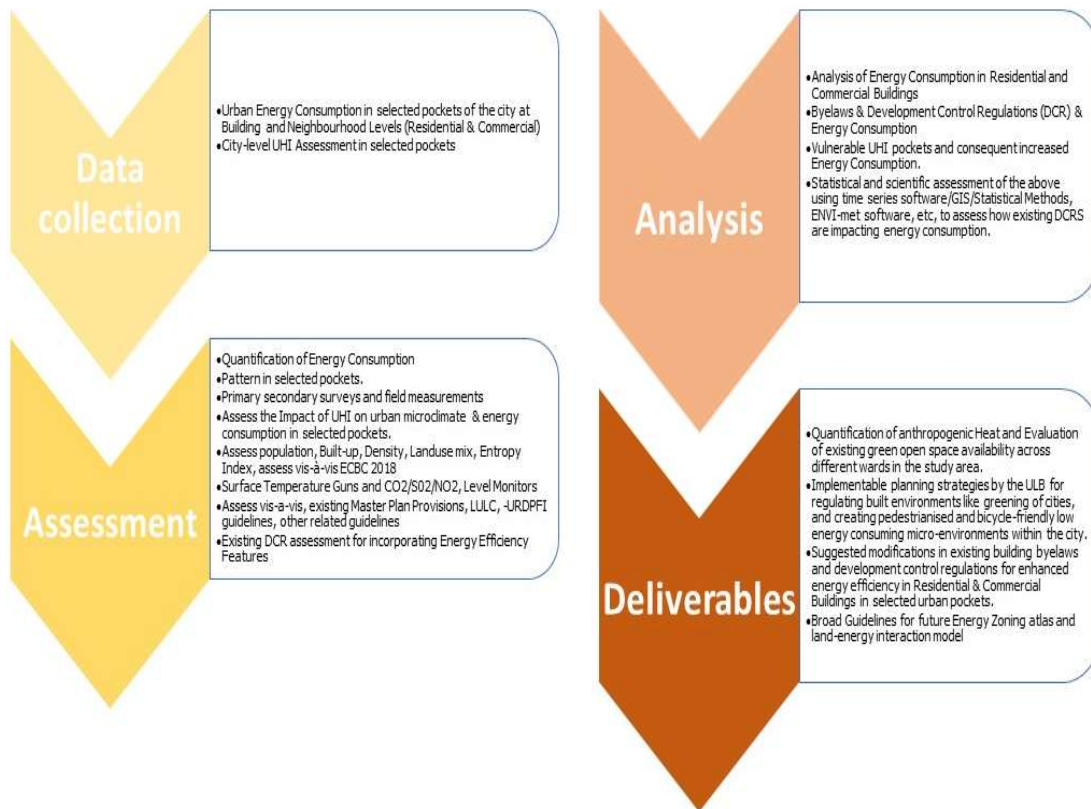 Data
collection
•Urban Energy Consumption in selected pockets of the city at
Building and Neighbourhood Levels (Residential & Commercial)
•City-level UHI Assessment in selected pockets
Assessment
•Quantification of Energy Consumption
•Pattern in selected pockets.
•Primary secondary surveys and field measurements
•Assess the Impact of UHI on urban microclimate & energy
consumption in selected pockets.
•Assess population, Built-up, Density, Landuse mix, Entropy
Index, assess vis-à-vis ECBC 2018
•Surface Temperature Guns and CO2/S02/NO2, Level Monitors
•Assess vis-a-vis, existing Master Plan Provisions, LULC, -URDPFI
guidelines, other related guidelines
•Existing DCR assessment for incorporating Energy Efficiency
Features
Analysis
•Analysis of Energy Consumption in Residential and
Commercial Buildings
•Byelaws & Development Control Regulations (DCR) &
Energy Consumption
•Vulnerable UHI pockets and consequent increased
Energy Consumption.
•Statistical and scientific assessment of the above
using time series software/GIS/Statistical Methods,
ENVI-met software, etc, to assess how existing DCRS
are impacting energy consumption.
Deliverables
•Quantification of anthropogenic Heat and Evaluation
of existing green open space availability across
different wards in the study area.
•Implementable planning strategies by the ULB for
regulating built environments like greening of cities,
and creating pedestrianised and bicycle-friendly low
energy consuming micro-environments within the city.
•Suggested modifications in existing building byelaws
and development control regulations for enhanced
energy efficiency in Residential & Commercial
Buildings in selected urban pockets.
•Broad Guidelines for future Energy Zoning atlas and
land-energy interaction model